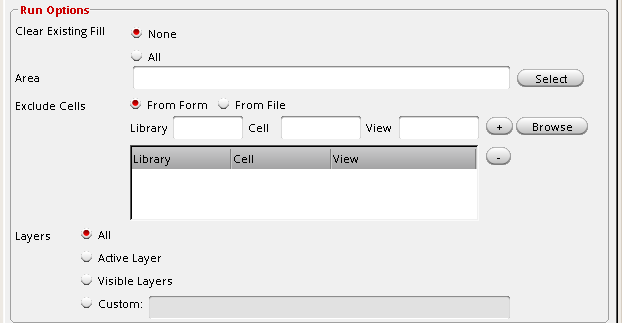 Run Options
Clear Existing Fill None
All
Area Select
Exclude Cells From Form From File
Library Cell View + Browse
Library Cell View -
Layers All
Active Layer
Visible Layers
Custom: